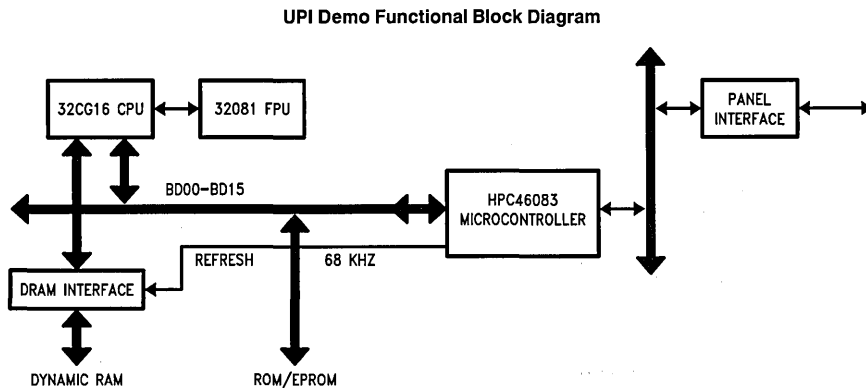 UPI Demo Functional Block Diagram
32CG16 CPU
32081 FPU
PANEL
INTERFACE
BD00-BD15
HPC46083
MICROCONTROLLER
REFRESH
68 KHZ
DRAM INTERFACE
DYNAMIC RAM
ROM/EPROM